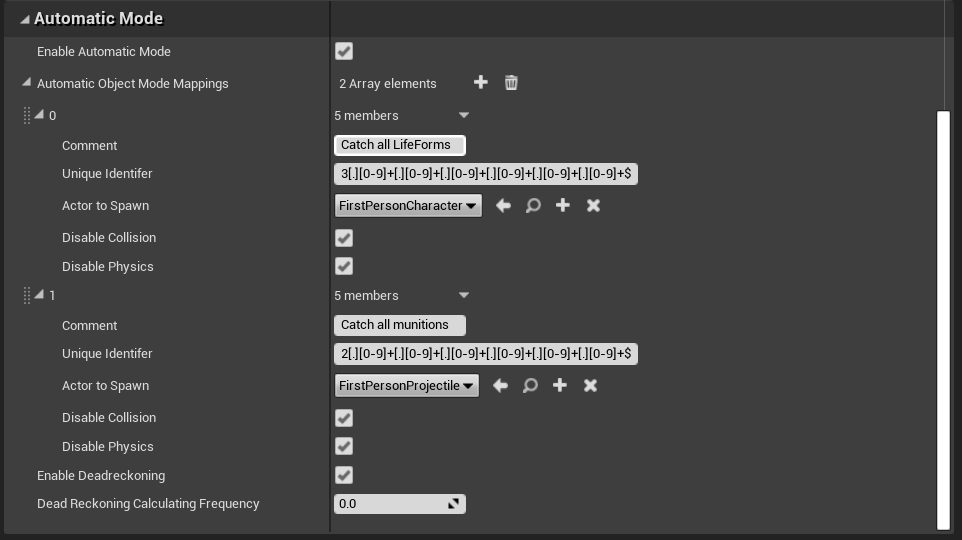 Automatic Mode
Enable Automatic Mode
Automatic Object Mode Mappings 2 Array elements
0 5 members
Comment Catch all LifeForms
Unique Identifer 3[.][0-9]+[.][0-9]+[.][0-9]+[.][0-9]+[.][0-9]+[.][0-9]+$
Actor to Spawn FirstPersonCharacter
Disable Collision
Disable Physics
1 5 members
Comment Catch all munitions
Unique Identifer 2[.][0-9]+[.][0-9]+[.][0-9]+[.][0-9]+[.][0-9]+[.][0-9]+$
Actor to Spawn FirstPersonProjectile
Disable Collision
Disable Physics
Enable Deadreckoning
Dead Reckoning Calculating Frequency 0.0